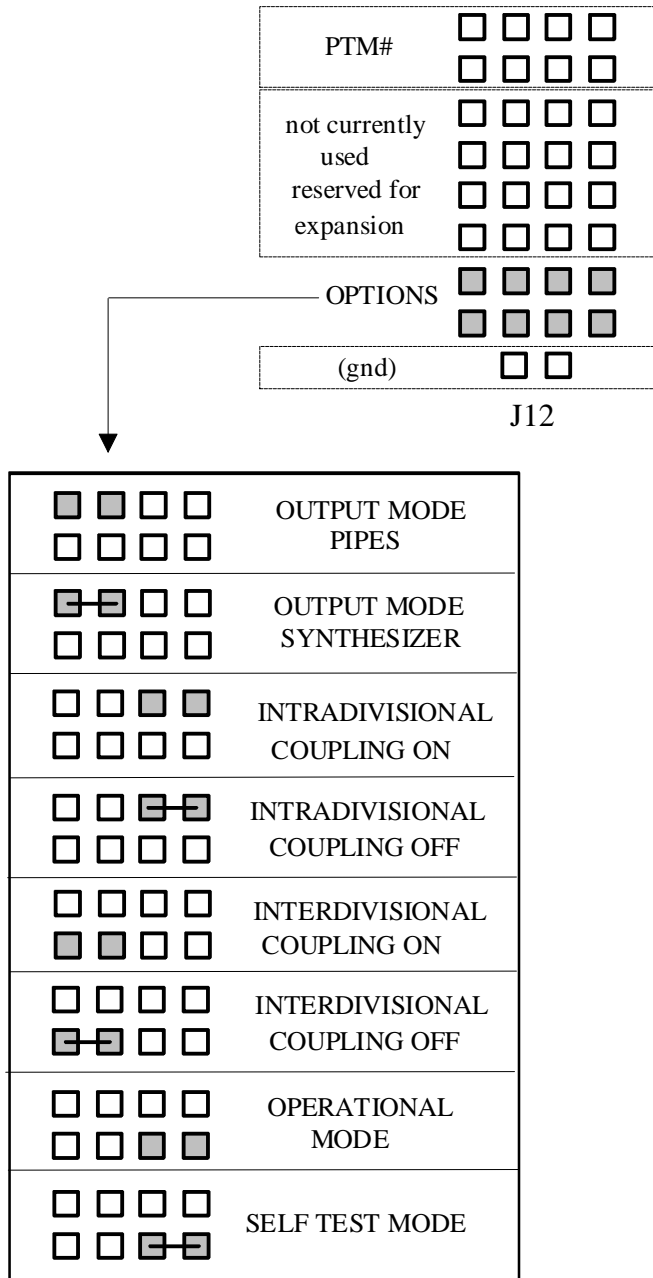 PTM#
not currently
used
reserved for
expansion
OPTIONS
(gnd)
J12
OUTPUT MODE
PIPES
OUTPUT MODE
SYNTHESIZER
INTRADIVISIONAL
COUPLING ON
INTRADIVISIONAL
COUPLING OFF
INTERDIVISIONAL
COUPLING ON
INTERDIVISIONAL
COUPLING OFF
OPERATIONAL
MODE
SELF TEST MODE